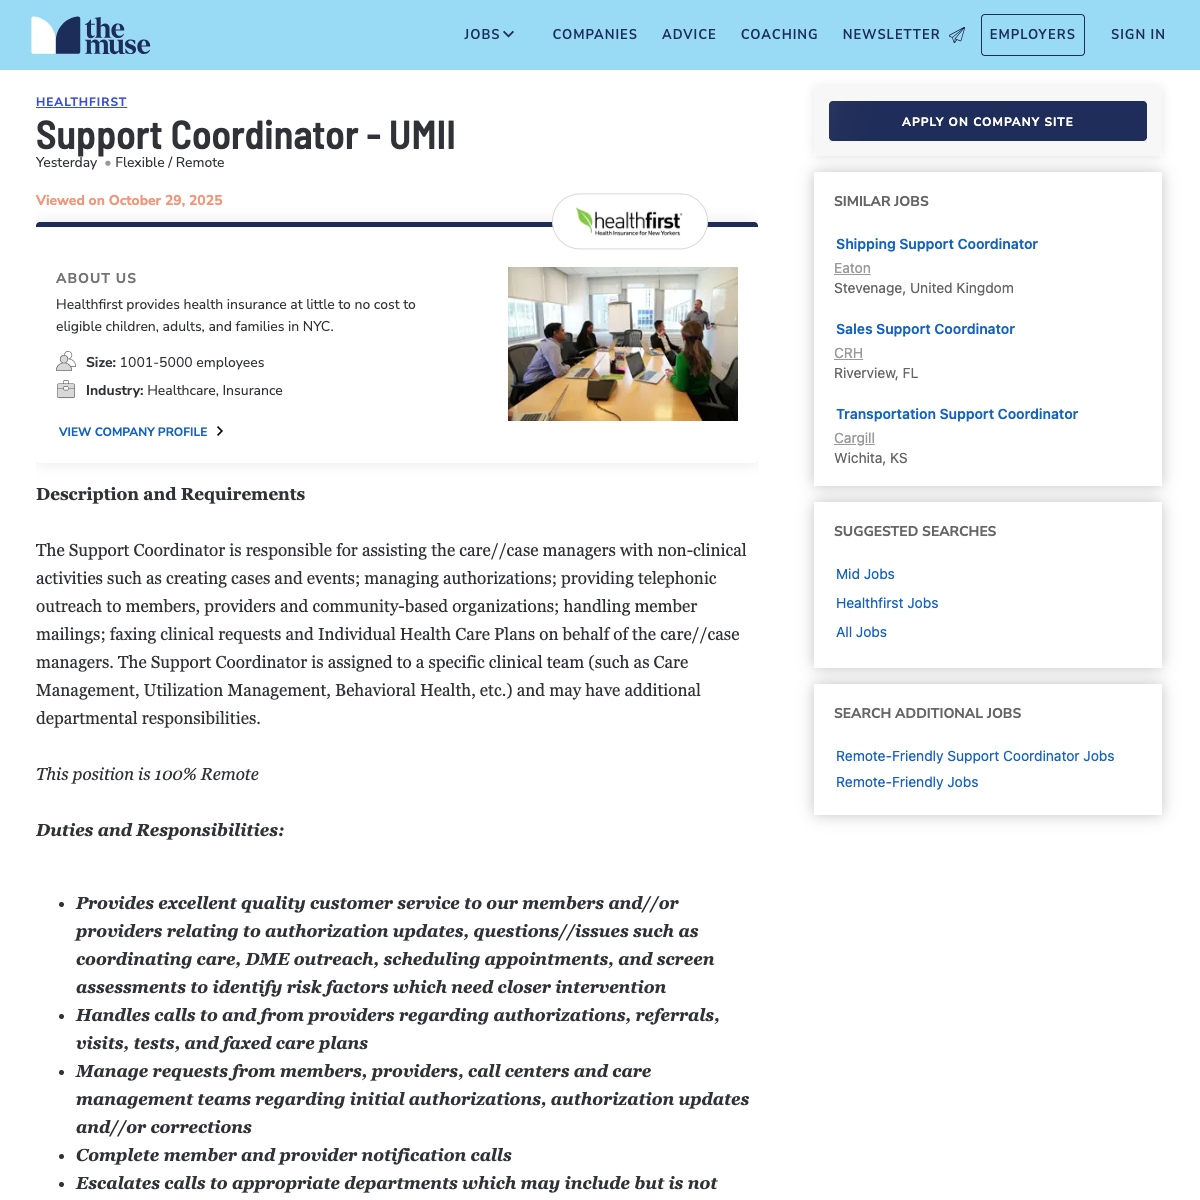 the muse
JOBS
COMPANIES
ADVICE
COACHING
NEWSLETTER
EMPLOYERS
SIGN IN
HEALTHFIRST
Support Coordinator - UMII
Yesterday • Flexible / Remote
Viewed on October 29, 2025
healthfirst
Health Insurance for New Yorkers
ABOUT US
Healthfirst provides health insurance at little to no cost to
eligible children, adults, and families in NYC.
Size: 1001-5000 employees
Industry: Healthcare, Insurance
VIEW COMPANY PROFILE
Description and Requirements
The Support Coordinator is responsible for assisting the care//case managers with non-clinical
activities such as creating cases and events; managing authorizations; providing telephonic
outreach to members, providers and community-based organizations; handling member
mailings; faxing clinical requests and Individual Health Care Plans on behalf of the care//case
managers. The Support Coordinator is assigned to a specific clinical team (such as Care
Management, Utilization Management, Behavioral Health, etc.) and may have additional
departmental responsibilities.
This position is 100% Remote
Duties and Responsibilities:
• Provides excellent quality customer service to our members and//or
providers relating to authorization updates, questions//issues such as
coordinating care, DME outreach, scheduling appointments, and screen
assessments to identify risk factors which need closer intervention
• Handles calls to and from providers regarding authorizations, referrals,
visits, tests, and faxed care plans
• Manage requests from members, providers, call centers and care
management teams regarding initial authorizations, authorization updates
and//or corrections
• Complete member and provider notification calls
• Escalates calls to appropriate departments which may include but is not
APPLY ON COMPANY SITE
SIMILAR JOBS
Shipping Support Coordinator
Eaton
Stevenage, United Kingdom
Sales Support Coordinator
CRH
Riverview, FL
Transportation Support Coordinator
Cargill
Wichita, KS
SUGGESTED SEARCHES
Mid Jobs
Healthfirst Jobs
All Jobs
SEARCH ADDITIONAL JOBS
Remote-Friendly Support Coordinator Jobs
Remote-Friendly Jobs